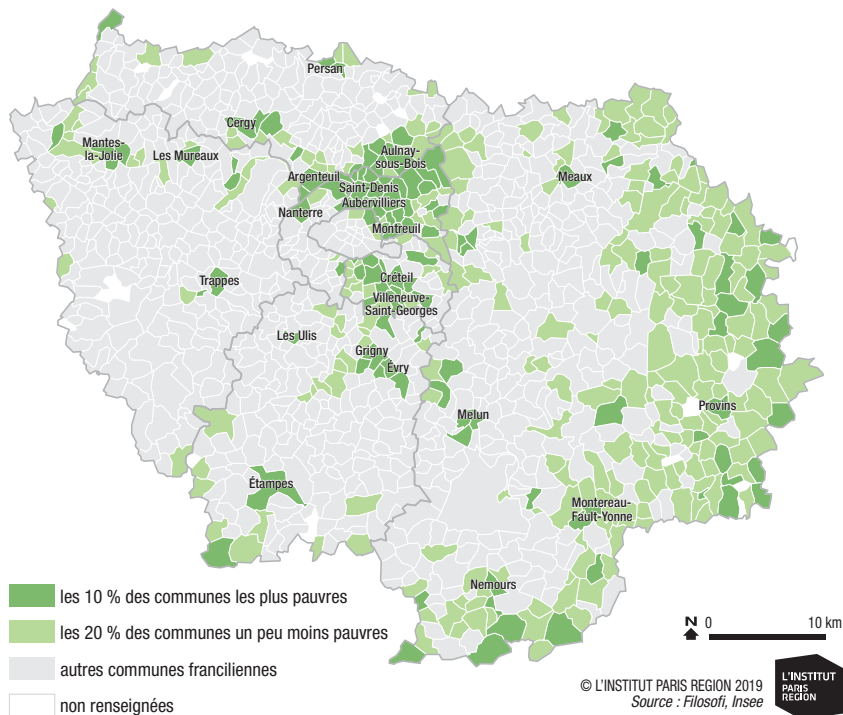 Persan
Cergy
Mantes-
la-Jolie
Les Mureaux
Aulnay-
sous-Bois
Argenteuil
Saint-Denis
Aubervilliers
Meaux
Nanterre
Montreuil
Trappes
Créteil
Villeneuve-
Saint-Georges
Les Ulis
Grigny
Évry
Melun
Provins
Étampes
Montereau-
Fault-Yonne
Nemours
les 10 % des communes les plus pauvres
les 20 % des communes un peu moins pauvres
autres communes franciliennes
non renseignées
N 0 10 km
© L'INSTITUT PARIS REGION 2019
Source : Filosofi, Insee
L'INSTITUT
PARIS
REGION